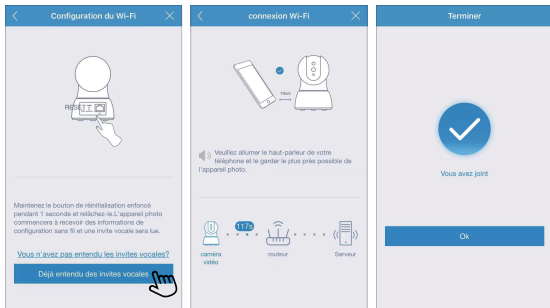 Configuration du Wi-Fi
RESET
Maintenez le bouton de réinitialisation enfoncé
pendant 1 seconde et relâchez-le.L'appareil photo
commencera à recevoir des informations de
configuration sans fil et une invite vocale sera lue.
Vous n'avez pas entendu les invites vocales?
Déjà entendu des invites vocales
connexion Wi-Fi
10cm
Veuillez allumer le haut-parleur de votre
téléphone et le garder le plus près possible de
l'appareil photo.
117s
caméra
vidéo
routeur
Serveur
Terminer
Vous avez joint
Ok